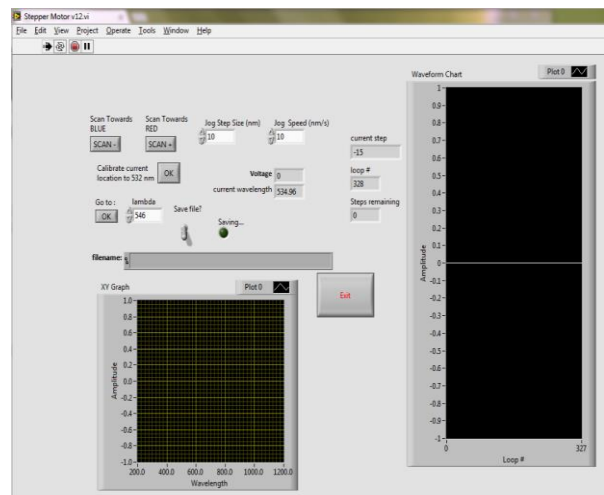 Stepper Motor v12.vi
File Edit View Project Operate Tools Window Help
Waveform Chart
Plot 0
Scan Towards BLUE
SCAN -
Scan Towards RED
SCAN +
Jog Step Size (nm)
10
Jog Speed (nm/s)
10
current step
-15
Calibrate current
location to 532 nm
OK
Voltage 0
loop #
328
current wavelength 534.96
Steps remaining
0
Go to :
OK
lambda
546
Save file?
Saving...
filename:
Exit
XY Graph
Plot 0
Amplitude
1.0
0.8
0.6
0.4
0.2
0.0
-0.2
-0.4
-0.6
-0.8
-1.0
200.0 400.0 600.0 800.0 1000.0 1200.0
Wavelength
Amplitude
1
0.9
0.8
0.7
0.6
0.5
0.4
0.3
0.2
0.1
0
-0.1
-0.2
-0.3
-0.4
-0.5
-0.6
-0.7
-0.8
-0.9
-1
0 327
Loop #